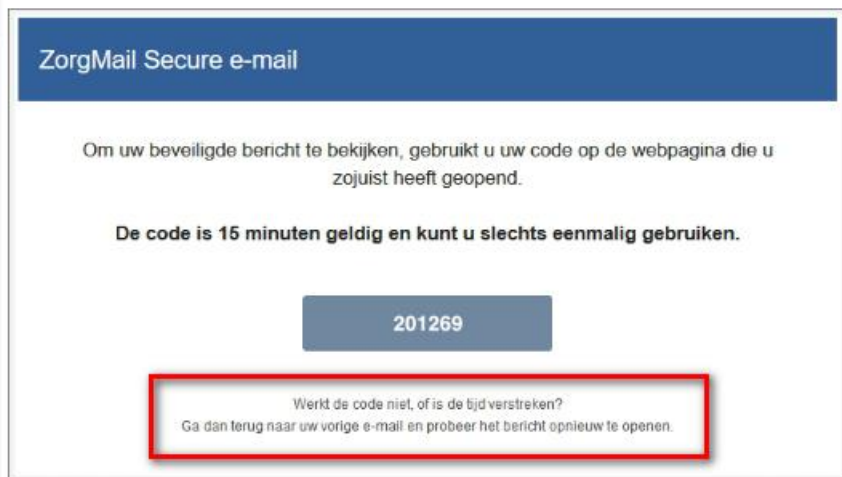 ZorgMail Secure e-mail
Om uw beveiligde bericht te bekijken, gebruikt u uw code op de webpagina die u
zojuist heeft geopend.
De code is 15 minuten geldig en kunt u slechts eenmalig gebruiken.
201269
Werkt de code niet, of is de tijd verstreken?
Ga dan terug naar uw vorige e-mail en probeer het bericht opnieuw te openen.